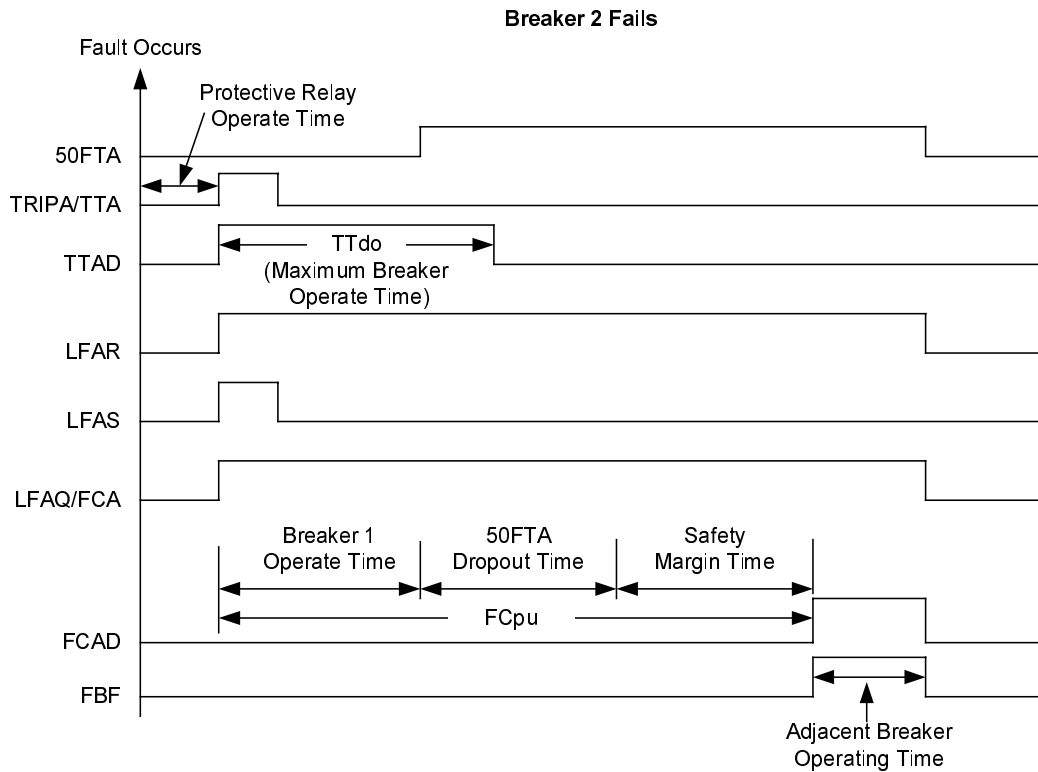 Breaker 2 Fails
Fault Occurs
Protective Relay
Operate Time
50FTA
TRIPA/TTA
TTAD
TTdo
(Maximum Breaker
Operate Time)
LFAR
LFAS
LFAQ/FCA
Breaker 1
Operate Time
50FTA
Dropout Time
Safety
Margin Time
FCpu
FCAD
FBF
Adjacent Breaker
Operating Time